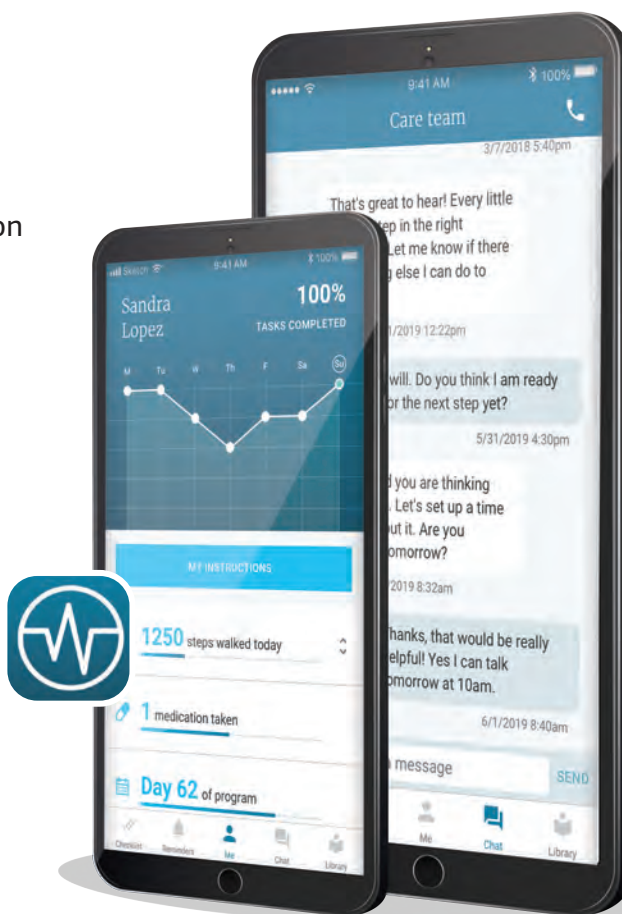 on
9:41 AM
100%
Care team
3/7/2018 5:40pm
That's great to hear! Every little
step in the right
Let me know if there
else I can do to
/2019 12:22pm
will. Do you think I am ready
or the next step yet?
5/31/2019 4:30pm
you are thinking
Let's set up a time
out it. Are you
omorrow?
2019 8:32am
Thanks, that would be really
elpful! Yes I can talk
omorrow at 10am.
6/1/2019 8:40am
message
SEND
Me
Chat
Library
9:41 AM
100%
Sandra
Lopez
100%
TASKS COMPLETED
M Tu W Th F Sa Su
MY INSTRUCTIONS
1250 steps walked today
1 medication taken
Day 62 of program
Checklist
Reminders
Me
Chat
Library